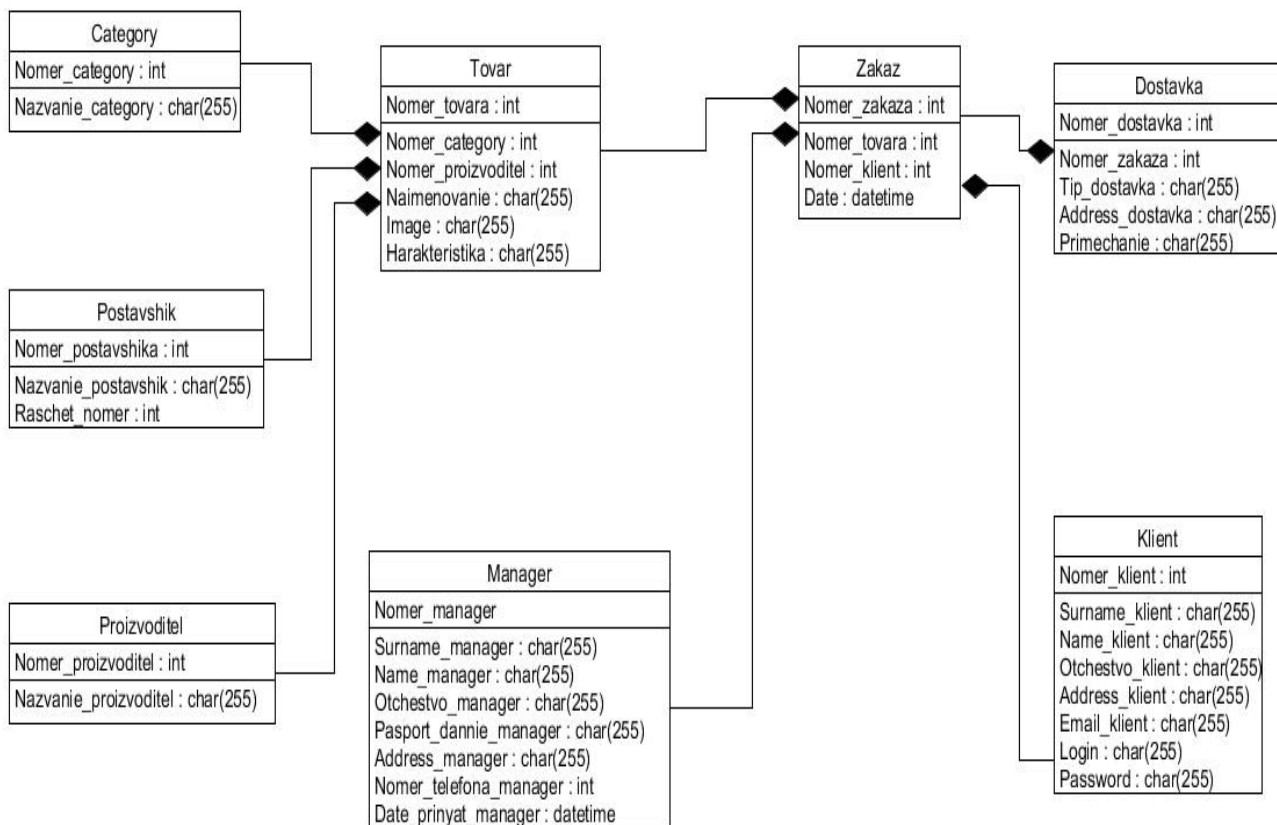 Category
Nomer_category : int
Nazvanie_category : char(255)
Tovar
Nomer_tovara : int
Nomer_category : int
Nomer_proizvoditel : int
Naimenovanie : char(255)
Image : char(255)
Harakteristika : char(255)
Zakaz
Nomer_zakaza : int
Nomer_tovara : int
Nomer_klient : int
Date : datetime
Dostavka
Nomer_dostavka : int
Nomer_zakaza : int
Tip_dostavka : char(255)
Address_dostavka : char(255)
Primechanie : char(255)
Postavshik
Nomer_postavshika : int
Nazvanie_postavshik : char(255)
Raschet_nomer : int
Proizvoditel
Nomer_proizvoditel : int
Nazvanie_proizvoditel : char(255)
Manager
Nomer_manager
Surname_manager : char(255)
Name_manager : char(255)
Otchestvo_manager : char(255)
Pasport_dannie_manager : char(255)
Address_manager : char(255)
Nomer_telefona_manager : int
Date_prinyat_manager : datetime
Klient
Nomer_klient : int
Surname_klient : char(255)
Name_klient : char(255)
Otchestvo_klient : char(255)
Address_klient : char(255)
Email_klient : char(255)
Login : char(255)
Password : char(255)